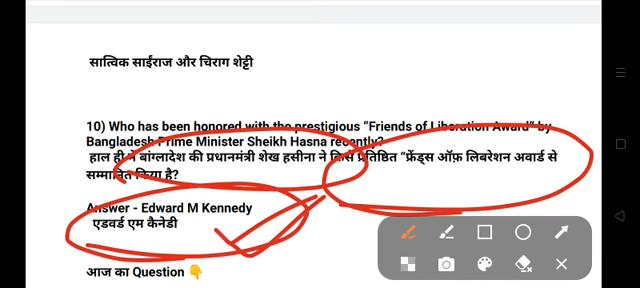 सात्विक साईराज और चिराग शेट्टी
10) Who has been honored with the prestigious “Friends of Liberation Award” by
Bangladesh Prime Minister Sheikh Hasna recently?
हाल ही में बांग्लादेश की प्रधानमंत्री शेख हसीना ने किसे प्रतिष्ठित “फ्रेंड्स ऑफ़ लिबरेशन अवार्ड से
सम्मानित किया है?
Answer - Edward M Kennedy
एडवर्ड एम कैनेडी
आज का Question 👇